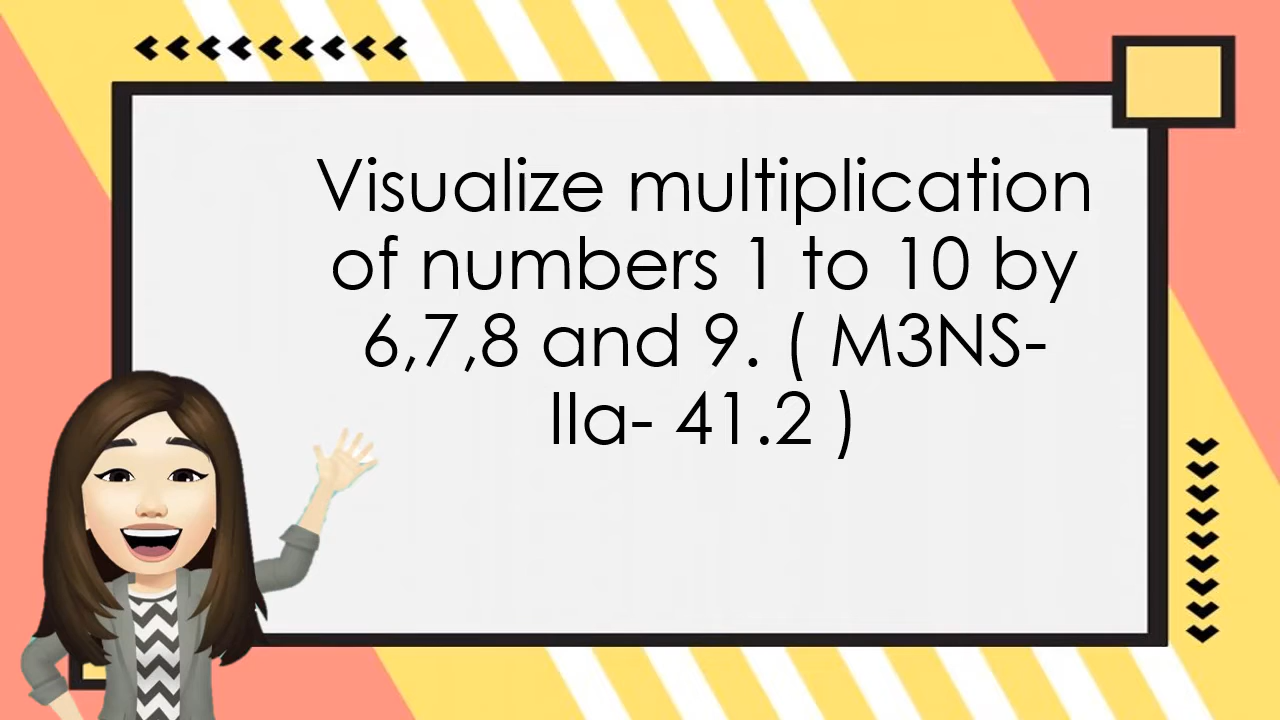 Visualize multiplication
of numbers 1 to 10 by
6,7,8 and 9. ( M3NS-
IIa- 41.2 )